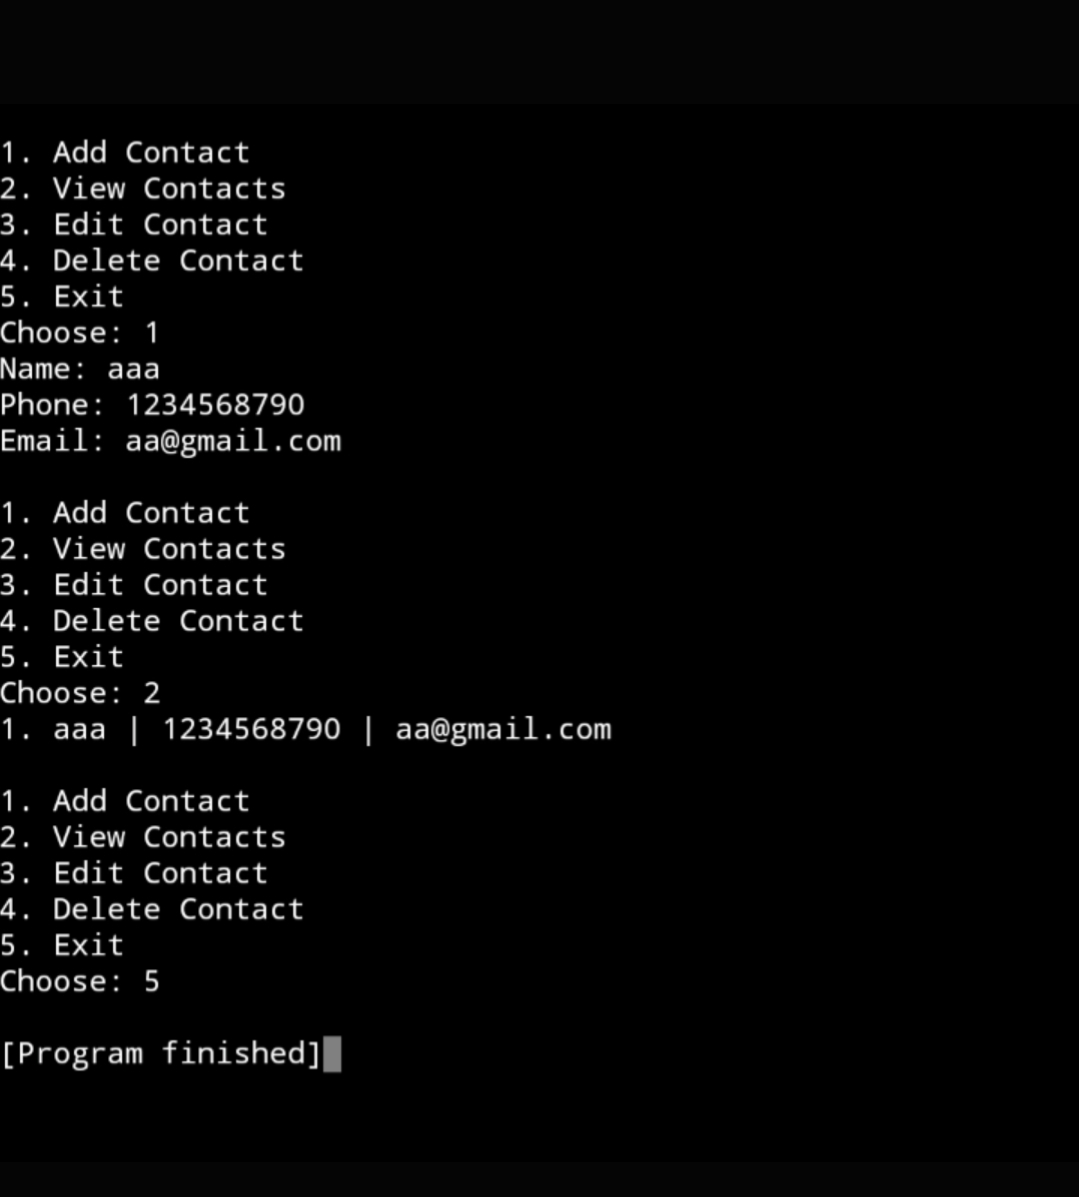 1. Add Contact
2. View Contacts
3. Edit Contact
4. Delete Contact
5. Exit
Choose: 1
Name: aaa
Phone: 1234568790
Email: aa@gmail.com
1. Add Contact
2. View Contacts
3. Edit Contact
4. Delete Contact
5. Exit
Choose: 2
1. aaa | 1234568790 | aa@gmail.com
1. Add Contact
2. View Contacts
3. Edit Contact
4. Delete Contact
5. Exit
Choose: 5
[Program finished]